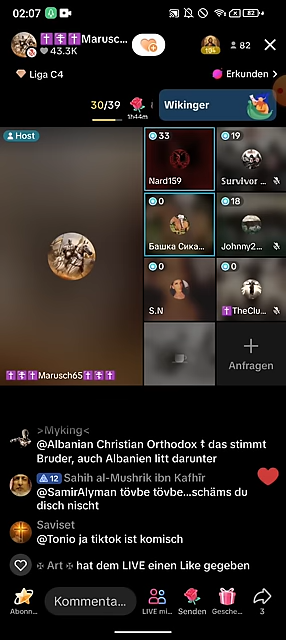 02:07
✝️✝️✝️Marusc...
43.3K
82
Liga C4
Erkunden
30/39
1h44m
Wikinger
Host
33
19
Nard159
Survivor ...
0
18
Башка Сика...
Johnny2...
0
0
S.N
✝️TheClu...
Anfragen
✝️✝️✝️Marusch65✝️✝️✝️
>Myking<
@Albanian Christian Orthodox ☦ das stimmt
Bruder, auch Albanien litt darunter
12 Sahih al-Mushrik ibn Kafhîr
@SamirAlyman tövbe tövbe...schäms du
disch nischt
Saviset
@Tonio ja tiktok ist komisch
✠ Art ✠ hat dem LIVE einen Like gegeben
Kommenta...
Abonn...
LIVE mi...
Senden
Gesche...
3